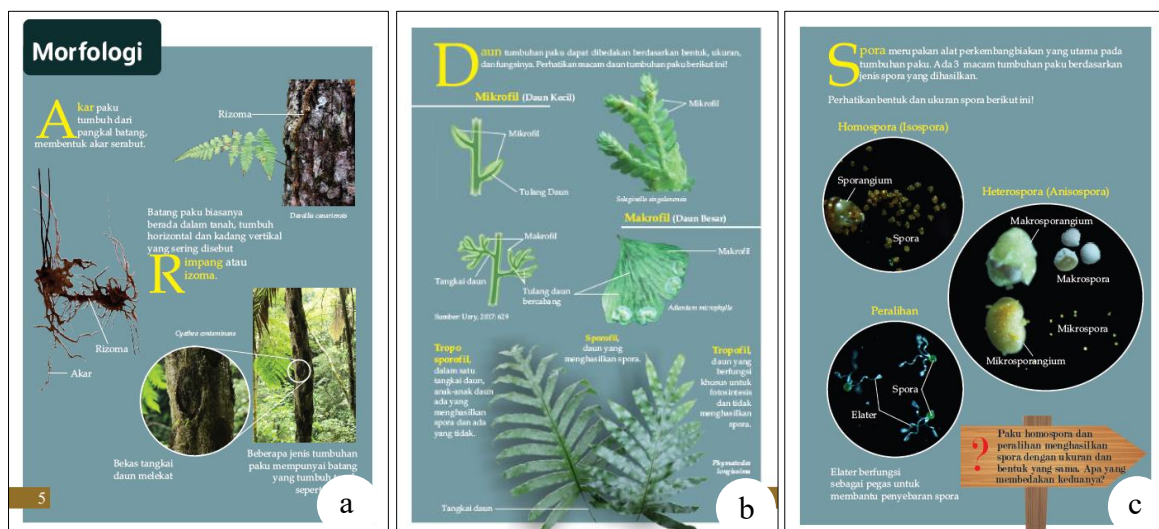 Morfologi
Akar paku
tumbuh dari
pangkal batang,
membentuk akar serabut.
Rizoma
Davallia canariensis
Batang paku biasanya
berada dalam tanah, tumbuh
horizontal dan kadang vertikal
yang sering disebut
Rimpang atau
izoma.
Cyathea contaminans
Rizoma
Akar
Bekas tangkai
daun melekat
Beberapa jenis tumbuhan
paku mempunyai batang
yang tumbuh
seperti
5
a
Daun tumbuhan paku dapat dibedakan berdasarkan bentuk, ukuran,
dan fungsinya. Perhatikan macam daun tumbuhan paku berikut ini!
Mikrofil (Daun Kecil)
Mikrofil
Mikrofil
Tulang Daun
Makrofil (Daun Besar)
Makrofil
Makrofil
Tangkai daun
Tulang daun
bercabang
Sumber: Urry, 2017: 629
Adiantum microphylla
Tropo
sporofil,
dalam satu
tangkai daun,
anak-anak daun
ada yang
menghasilkan
spora dan ada
yang tidak.
Sporofil,
daun yang
menghasilkan spora.
Tropofil,
daun yang
berfungsi
khusus untuk
fotosintesis
dan tidak
menghasilkan
spora.
Phymatodes
longissima
Tangkai daun
b
Spora merupakan alat perkembangbiakan yang utama pada
tumbuhan paku. Ada 3 macam tumbuhan paku berdasarkan
jenis spora yang dihasilkan.
Perhatikan bentuk dan ukuran spora berikut ini!
Homospora (Isospora)
Sporangium
Spora
Heterospora (Anisospora)
Makrosporangium
Makrospora
Mikrospora
Mikrosporangium
Peralihan
Spora
Elater
Elater berfungsi
sebagai pegas untuk
membantu penyebaran spora
?
Paku homospora dan
peralihan menghasilkan
spora dengan ukuran dan
bentuk yang sama. Apa yang
membedakan keduanya?
c